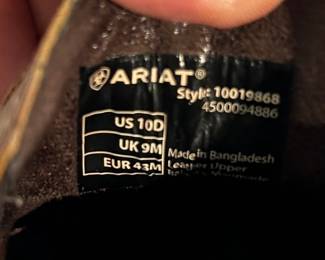 ARIAT®
Style: 10019868
4500094886
US 10D
UK 9M
EUR 43M
Made in Bangladesh
Leather Upper